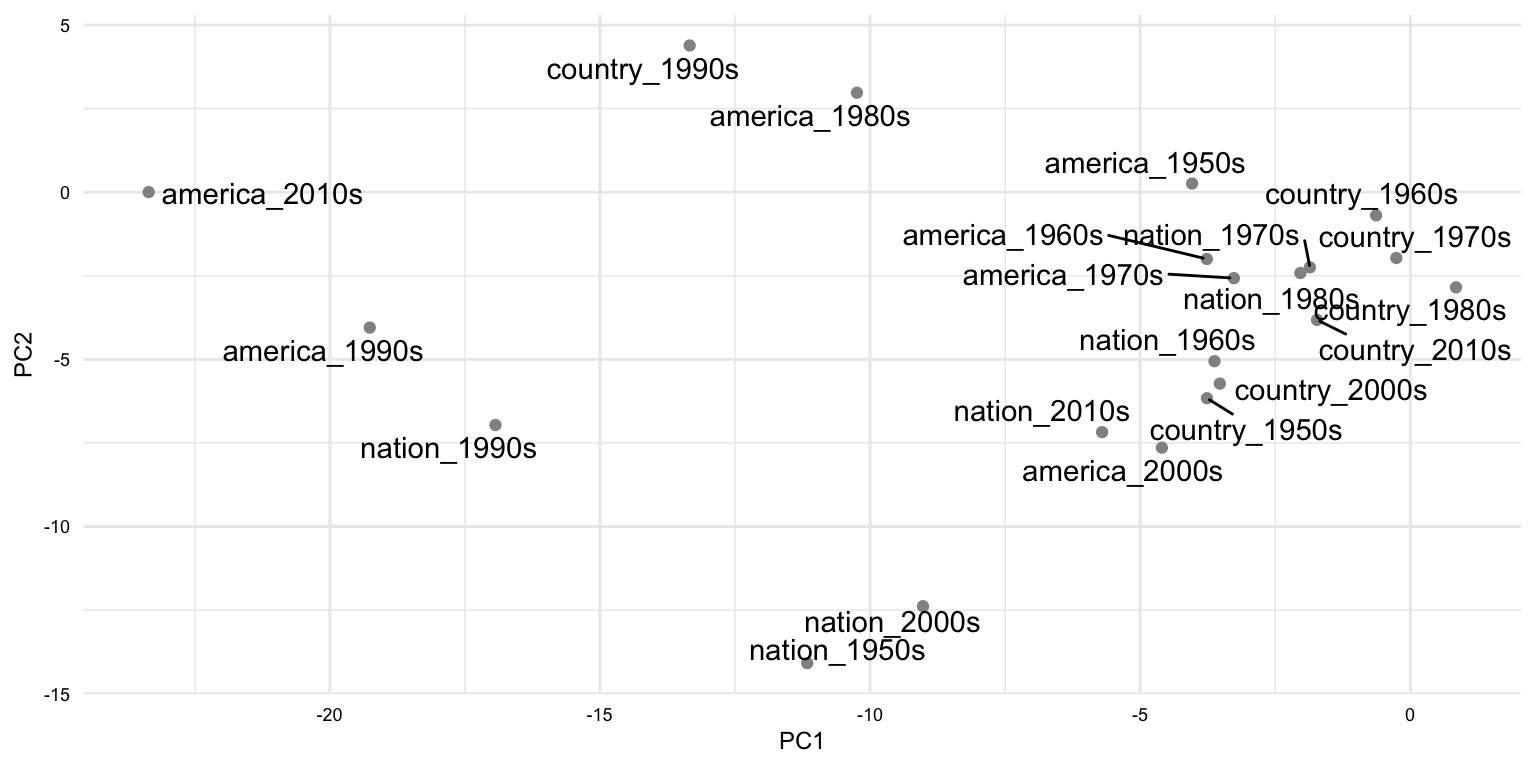 5
country_1990s
america_1980s
america_1950s
0
america_2010s
country_1960s
america_1960s
nation_1970s
country_1970s
america_1970s
nation_1980s
country_1980s
nation_1960s
america_1990s
country_2010s
-5
PC2
country_2000s
nation_2010s
country_1950s
nation_1990s
america_2000s
-10
nation_2000s
nation_1950s
-15
-20
-15
-10
-5
0
PC1